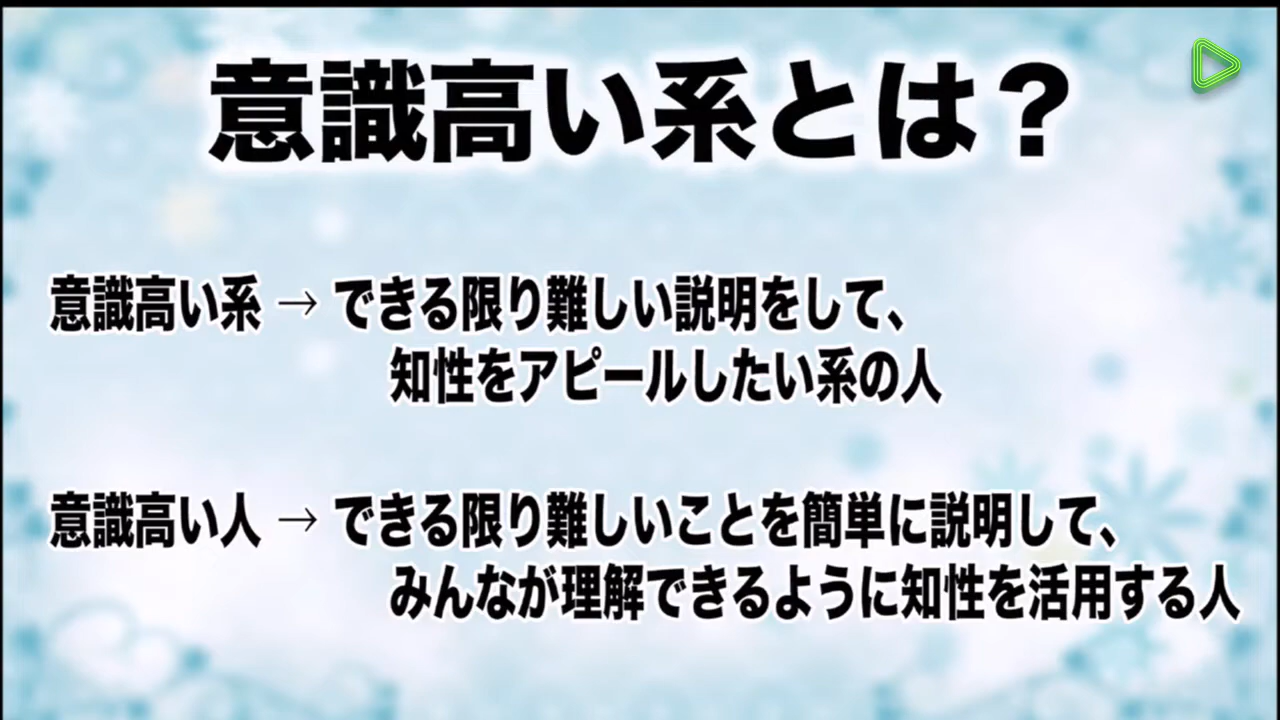 意識高い系とは？
意識高い系 → できる限り難しい説明をして、
知性をアピールしたい系の人
意識高い人 → できる限り難しいことを簡単に説明して、
みんなが理解できるように知性を活用する人